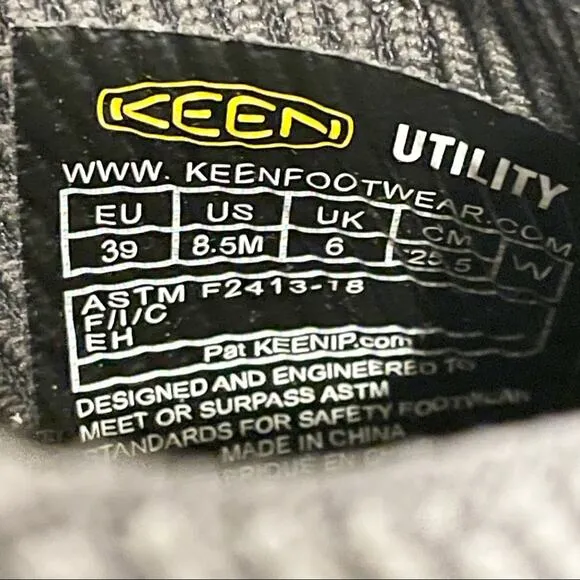 KEEN UTILITY
WWW. KEENFOOTWEAR.COM
EU US UK CM W
39 8.5M 6 25.5
ASTM F2413-18
F/I/C
EH
Pat KEENIP.com
DESIGNED AND ENGINEERED TO
MEET OR SURPASS ASTM
STANDARDS FOR SAFETY FOOTWEAR
MADE IN CHINA
EN